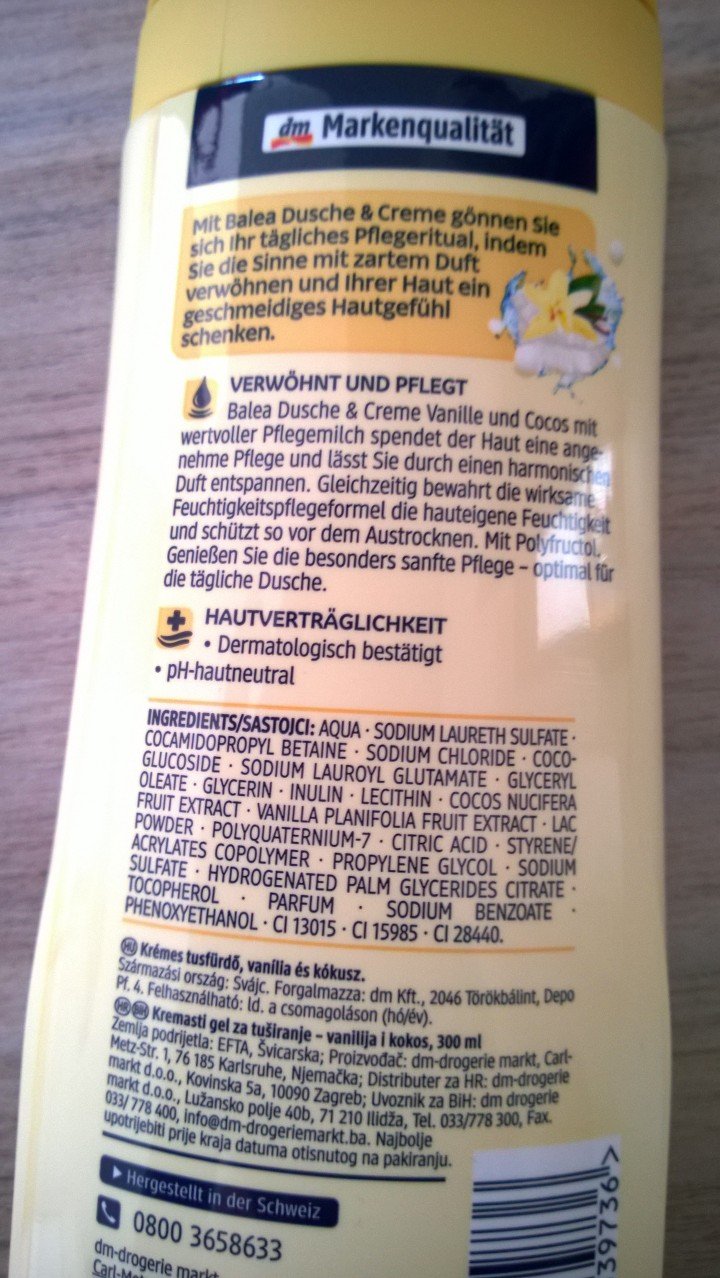 dm Markenqualität
Mit Balea Dusche & Creme gönnen Sie
sich Ihr tägliches Pflegeritual, indem
Sie die Sinne mit zartem Duft
verwöhnen und Ihrer Haut ein
geschmeidiges Hautgefühl
schenken.
VERWÖHNT UND PFLEGT
Balea Dusche & Creme Vanille und Cocos mit
wertvoller Pflegemilch spendet der Haut eine ange-
nehme Pflege und lässt Sie durch einen harmonischen
Duft entspannen. Gleichzeitig bewahrt die wirksame
Feuchtigkeitspflegeformel die hauteigene Feuchtigkeit
und schützt so vor dem Austrocknen. Mit Polyfructol.
Genießen Sie die besonders sanfte Pflege – optimal für
die tägliche Dusche.
HAUTVERTRÄGLICHKEIT
• Dermatologisch bestätigt
• pH-hautneutral
INGREDIENTS/SASTOJCI: AQUA · SODIUM LAURETH SULFATE ·
COCAMIDOPROPYL BETAINE · SODIUM CHLORIDE · COCO-
GLUCOSIDE · SODIUM LAUROYL GLUTAMATE · GLYCERYL
OLEATE · GLYCERIN · INULIN · LECITHIN · COCOS NUCIFERA
FRUIT EXTRACT · VANILLA PLANIFOLIA FRUIT EXTRACT · LAC
POWDER · POLYQUATERNIUM-7 · CITRIC ACID · STYRENE/
ACRYLATES COPOLYMER · PROPYLENE GLYCOL · SODIUM
SULFATE · HYDROGENATED PALM GLYCERIDES CITRATE ·
TOCOPHEROL · PARFUM · SODIUM BENZOATE ·
PHENOXYETHANOL · CI 13015 · CI 15985 · CI 28440.
HU Krémes tusfürdő, vanília és kókusz.
Származási ország: Svájc. Forgalmazza: dm Kft., 2046 Törökbálint, Depo
Pf. 4. Felhasználható: ld. a csomagoláson (hó/év).
HR BH Kremasti gel za tuširanje – vanilija i kokos, 300 ml
Zemlja podrijetla: EFTA, Švicarska; Proizvođač: dm-drogerie markt, Carl-
Metz-Str. 1, 76 185 Karlsruhe, Njemačka; Distributer za HR: dm-drogerie
markt d.o.o., Kovinska 5a, 10090 Zagreb; Uvoznik za BiH: dm drogerie
markt d.o.o., Lužansko polje 40b, 71 210 Ilidža, Tel. 033/778 300, Fax.
033/ 778 400, info@dm-drogeriemarkt.ba. Najbolje
upotrijebiti prije kraja datuma otisnutog na pakiranju.
Hergestellt in der Schweiz
0800 3658633
dm-drogerie markt
39736 >